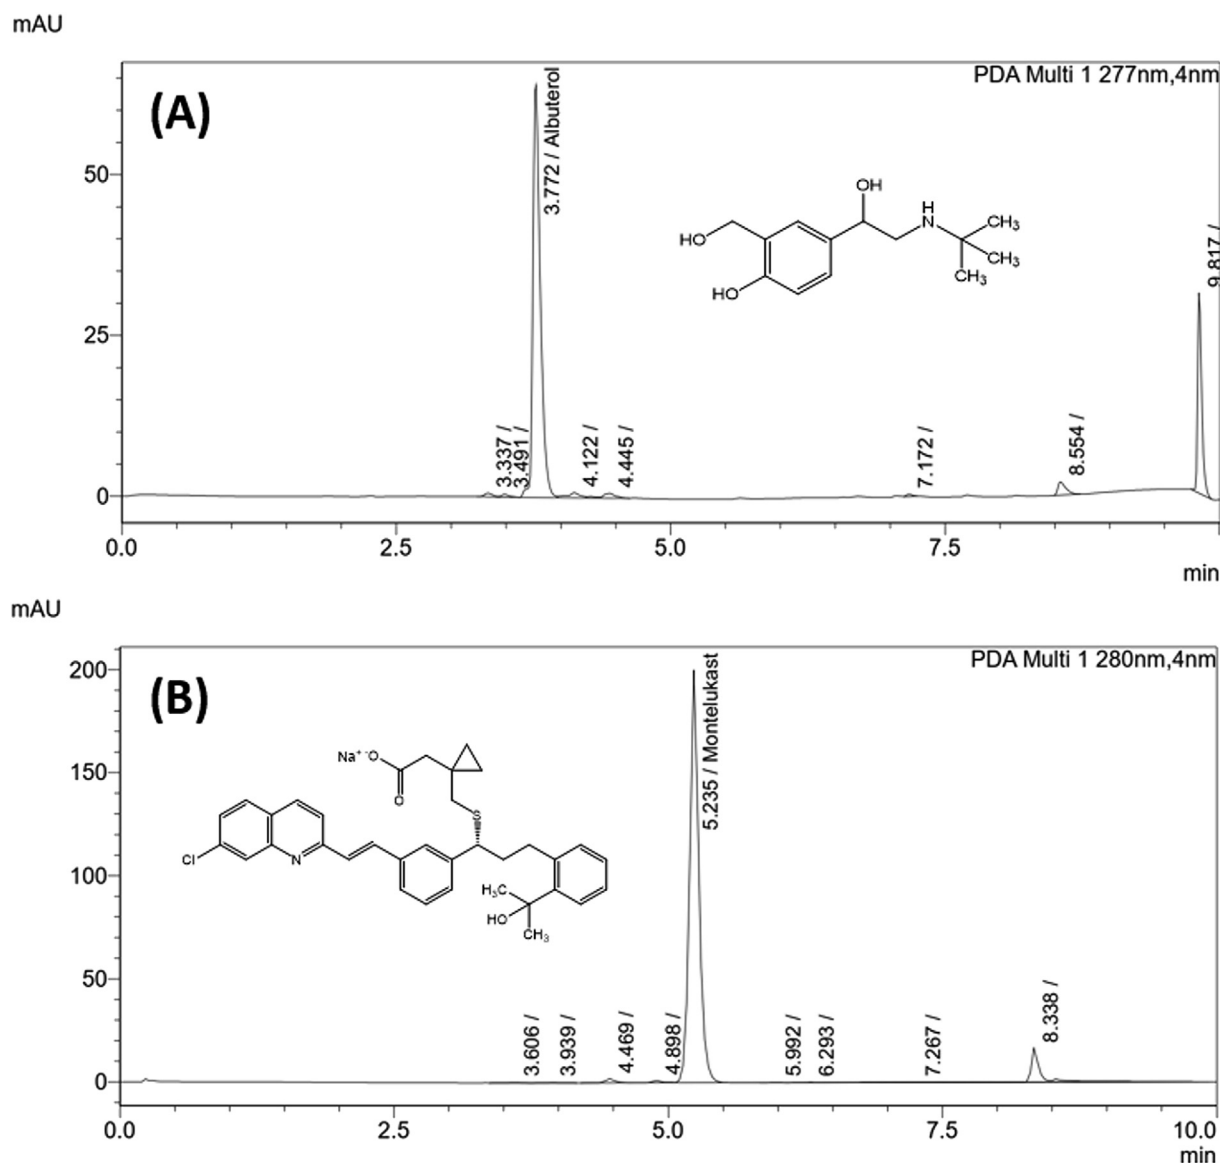 mAU
(A)
PDA Multi 1 277nm,4nm
50
25
0
3.337 /
3.491 /
3.772 / Albuterol
4.122 /
4.445 /
7.172 /
8.554 /
9.817 /
OH
H
N
CH₃
CH₃
CH₃
HO
HO
0.0 2.5 5.0 7.5
min
mAU
(B)
PDA Multi 1 280nm,4nm
200
150
100
50
0
3.606 /
3.939 /
4.469 /
4.898 /
5.235 / Montelukast
5.992 /
6.293 /
7.267 /
8.338 /
Na⁺ ⁻O
O
S
Cl
N
H₃C
HO
CH₃
0.0 2.5 5.0 7.5 10.0
min